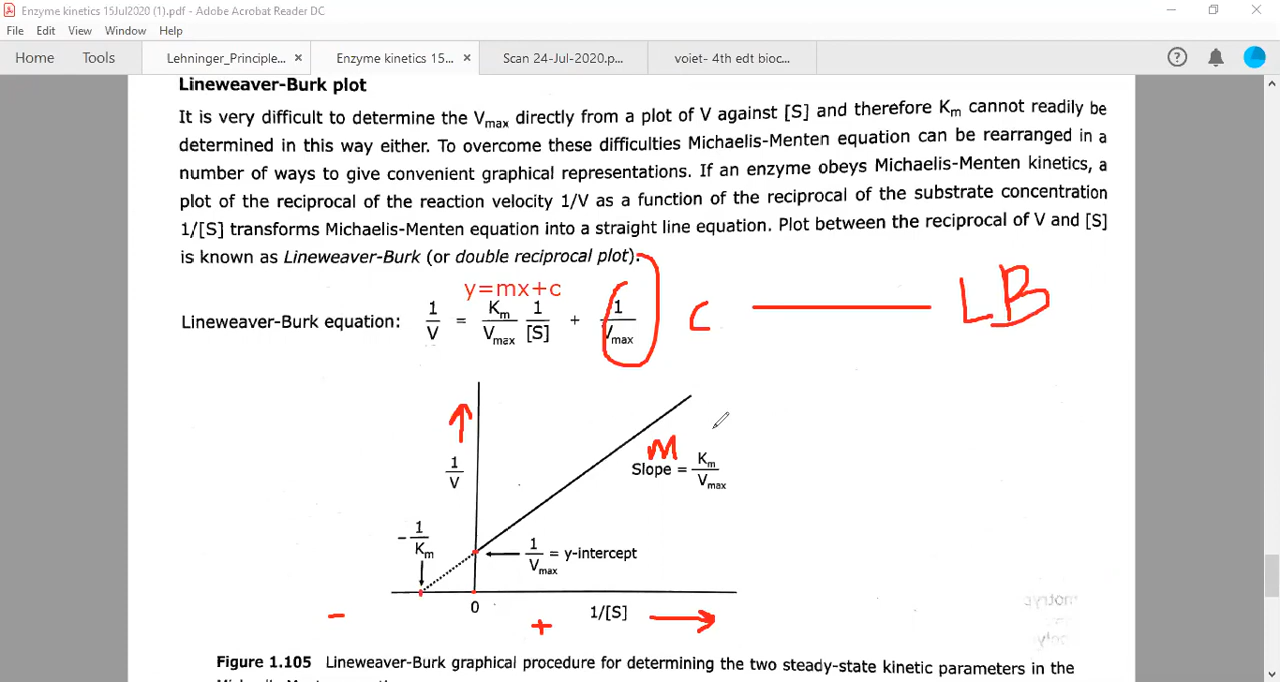 Enzyme kinetics 15Jul2020 (1).pdf - Adobe Acrobat Reader DC
File Edit View Window Help
Home Tools Lehninger_Principle... × Enzyme kinetics 15... × Scan 24-Jul-2020.p... voiet- 4th edt bioc...
Lineweaver-Burk plot
It is very difficult to determine the Vmax directly from a plot of V against [S] and therefore Km cannot readily be
determined in this way either. To overcome these difficulties Michaelis-Menten equation can be rearranged in a
number of ways to give convenient graphical representations. If an enzyme obeys Michaelis-Menten kinetics, a
plot of the reciprocal of the reaction velocity 1/V as a function of the reciprocal of the substrate concentration
1/[S] transforms Michaelis-Menten equation into a straight line equation. Plot between the reciprocal of V and [S]
is known as Lineweaver-Burk (or double reciprocal plot).
y=mx+c
Lineweaver-Burk equation: 1/V = Km/Vmax 1/[S] + 1/Vmax C LB
M
1/V Slope = Km/Vmax
-1/Km
1/Vmax = y-intercept
0 1/[S]
- +
Figure 1.105 Lineweaver-Burk graphical procedure for determining the two steady-state kinetic parameters in the